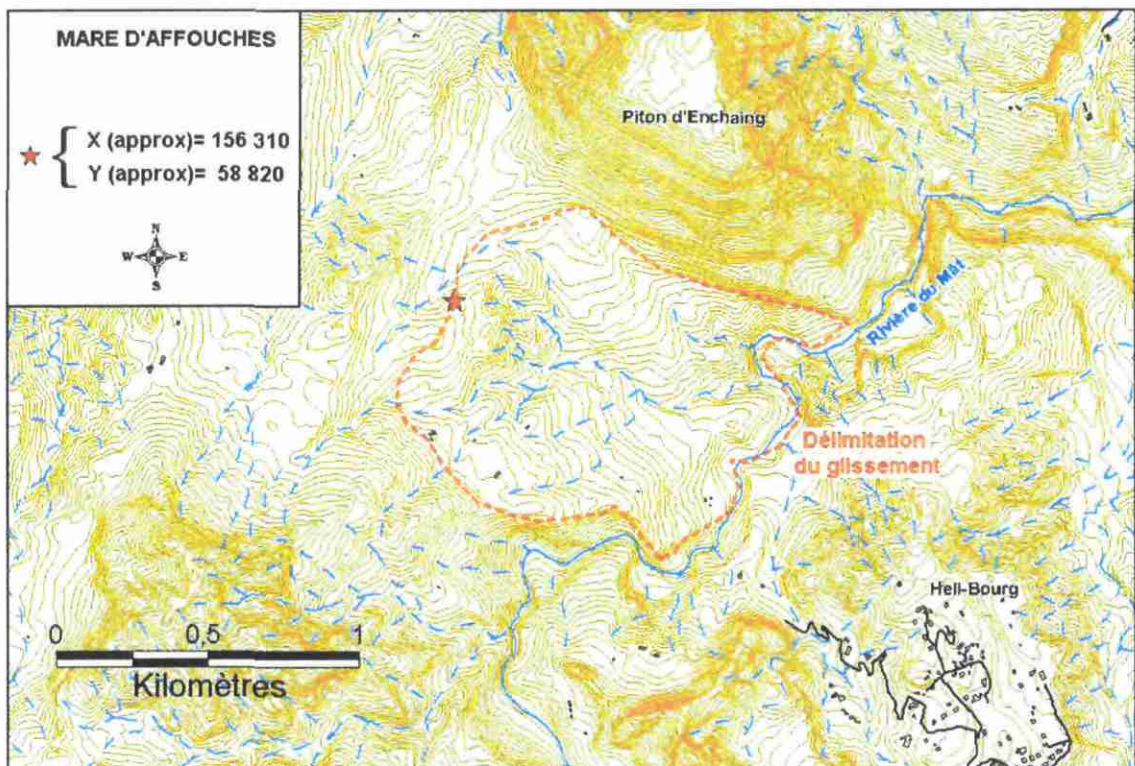 MARE D'AFFOUCHES
X (approx)= 156 310
Y (approx)= 58 820
N
W E
S
Piton d'Enchaing
Rivière du Mât
Délimitation
du glissement
Hell-Bourg
0 0,5 1
Kilomètres